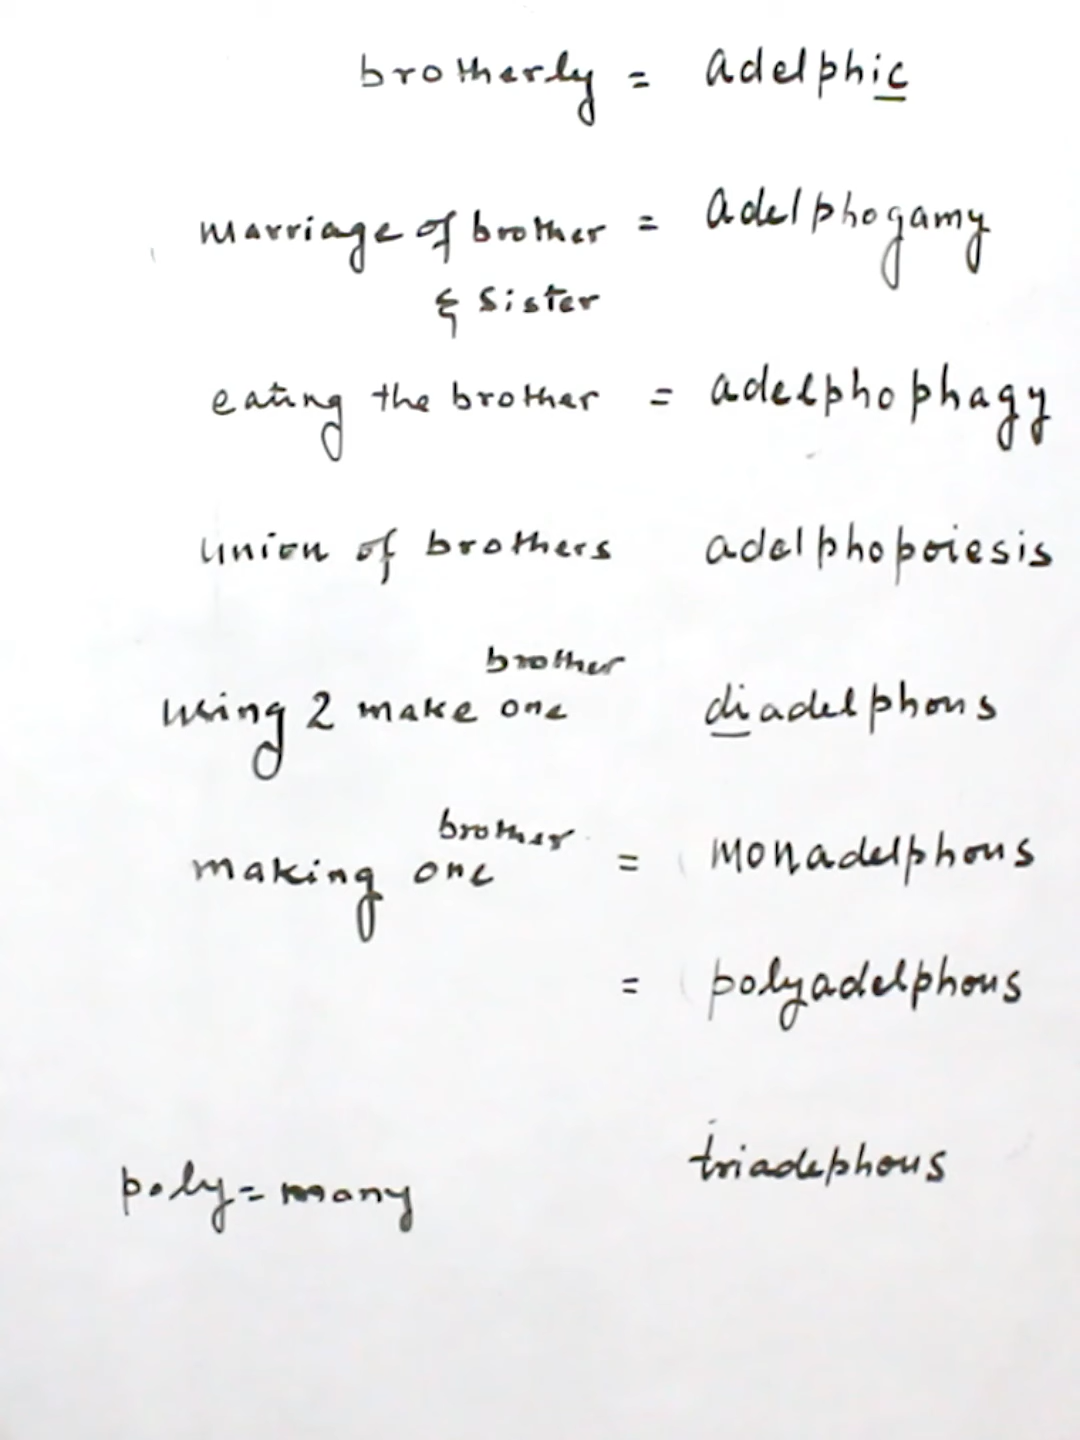 brotherly = adelphic
marriage of brother = adelphogamy
& sister
eating the brother = adelphophagy
union of brothers adelphopoiesis
brother
using 2 make one diadelphous
brother
making one = monadelphous
= polyadelphous
triadephous
poly = many